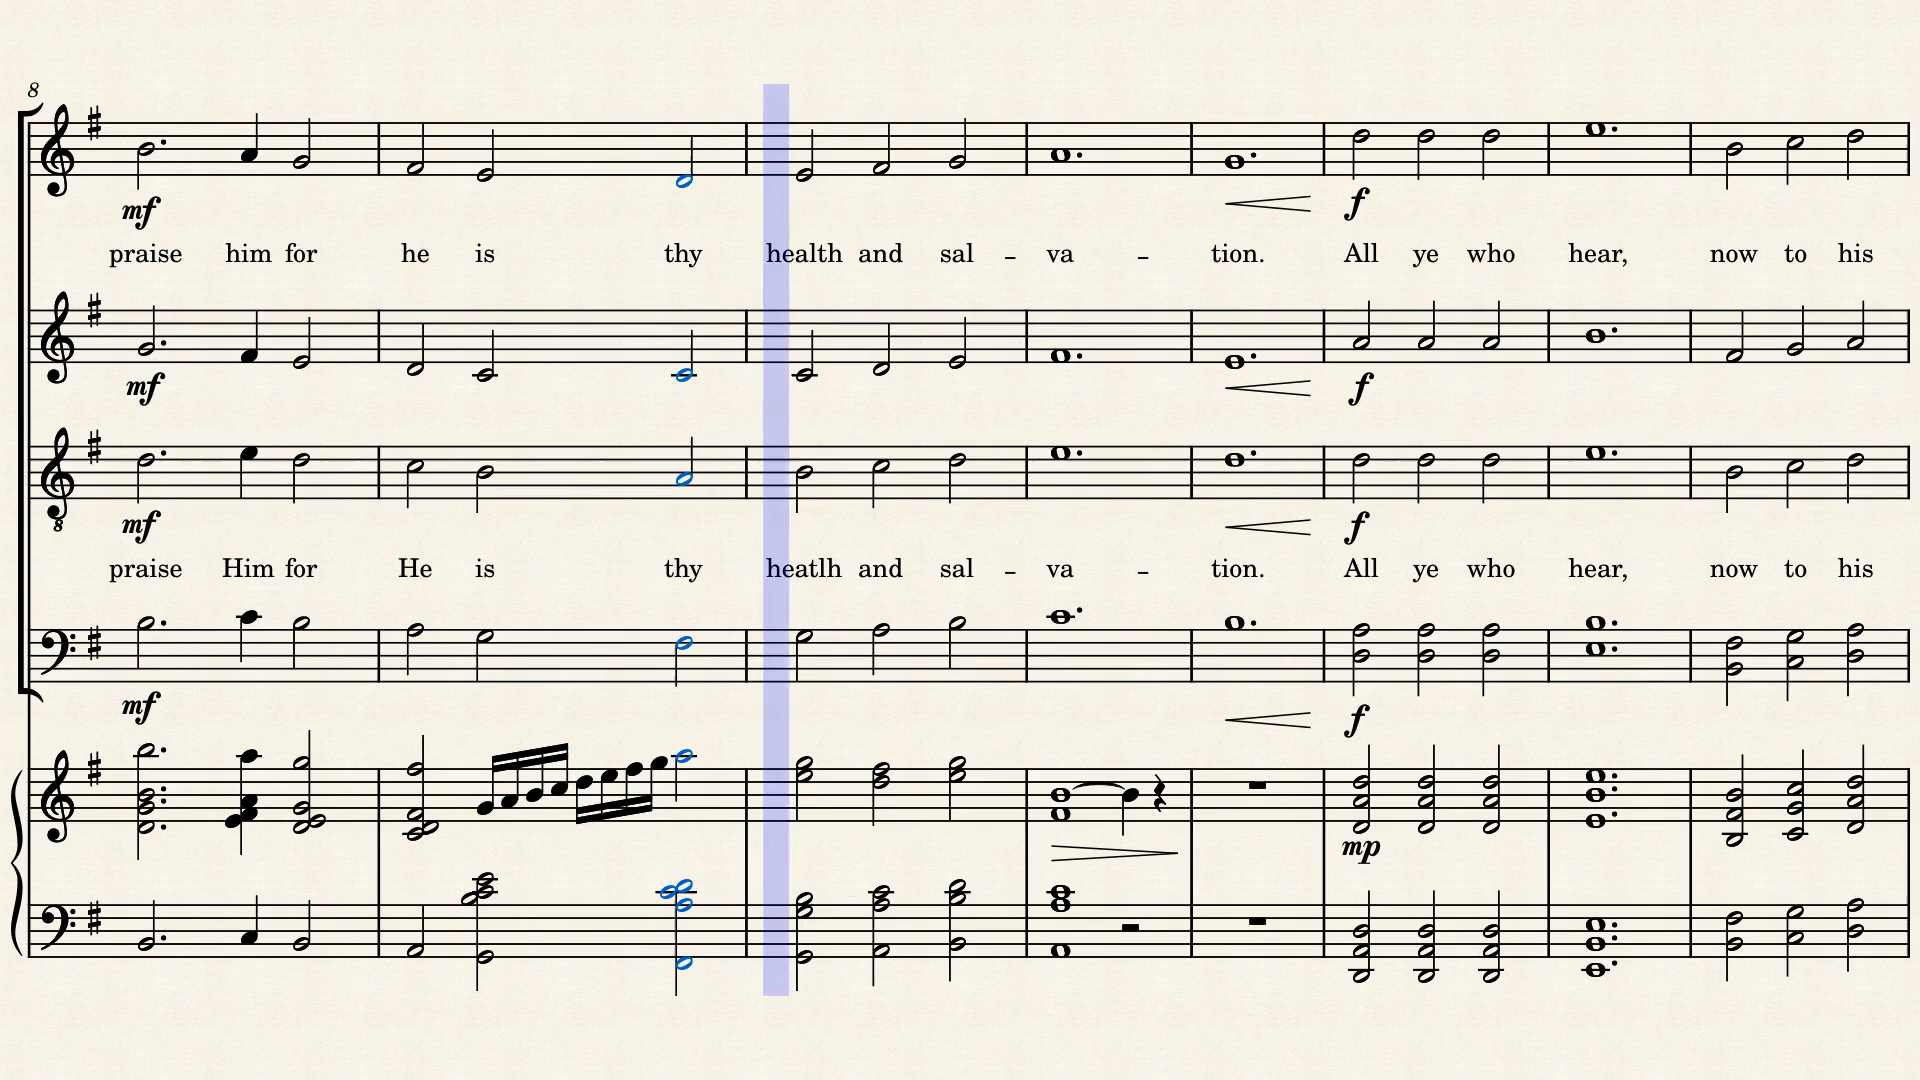 8
mf
praise him for he is thy health and sal - va - tion. All ye who hear, now to his
f
mf
f
mf
f
8
praise Him for He is thy heatlh and sal - va - tion. All ye who hear, now to his
mf
f
mp